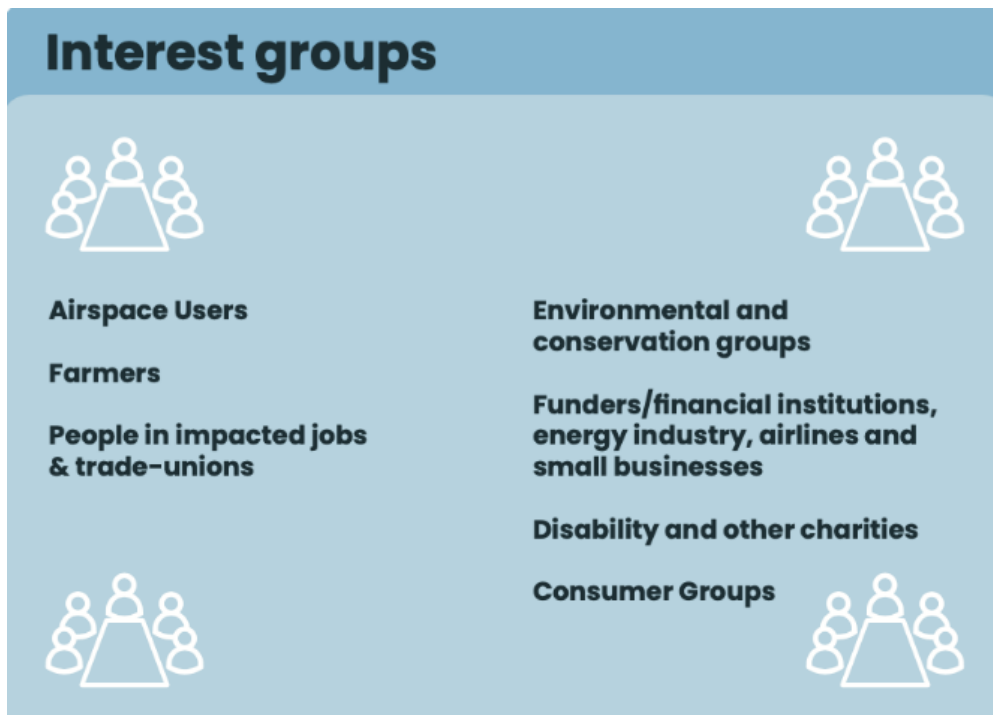 Interest groups
Airspace Users
Farmers
People in impacted jobs
& trade-unions
Environmental and
conservation groups
Funders/financial institutions,
energy industry, airlines and
small businesses
Disability and other charities
Consumer Groups